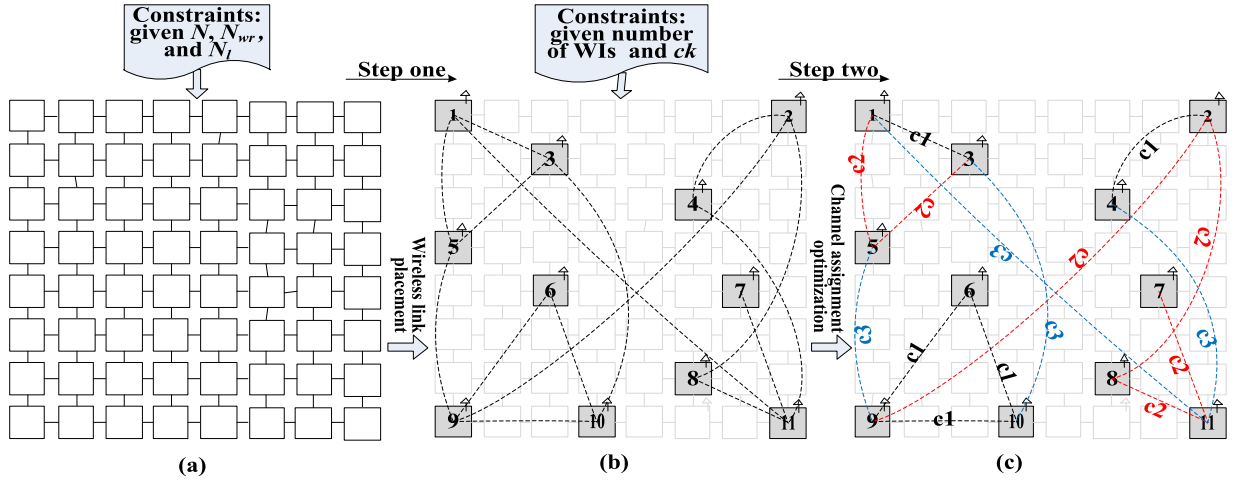 Constraints:
given N, Nwr,
and Nl
Step one
Constraints:
given number
of WIs and ck
Step two
1
2
3
4
5
6
7
8
9
10
11
Wireless link
placement
1
2
3
4
5
6
7
8
9
10
11
c1
c1
c2
c2
c2
c2
c3
c3
c3
c3
c1
c1
c1
c2
c2
Channel assignment
optimization
(a)
(b)
(c)